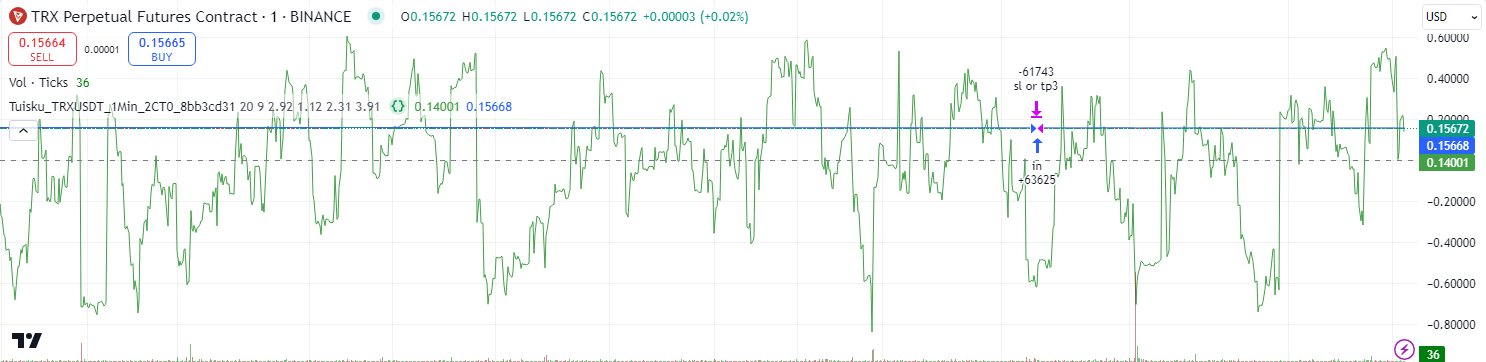 TRX Perpetual Futures Contract · 1 · BINANCE O0.15672 H0.15672 L0.15672 C0.15672 +0.00003 (+0.02%)
USD
0.15664 SELL
0.00001
0.15665 BUY
Vol · Ticks 36
Tuisku_TRXUSDT_1Min_2CT0_8bb3cd31 20 9 2.92 1.12 2.31 3.91 {} 0.14001 0.15668
-61743
sl or tp3
in
+63625
0.60000
0.40000
0.20000
0.15672
0.15668
0.14001
−0.20000
−0.40000
−0.60000
−0.80000
36